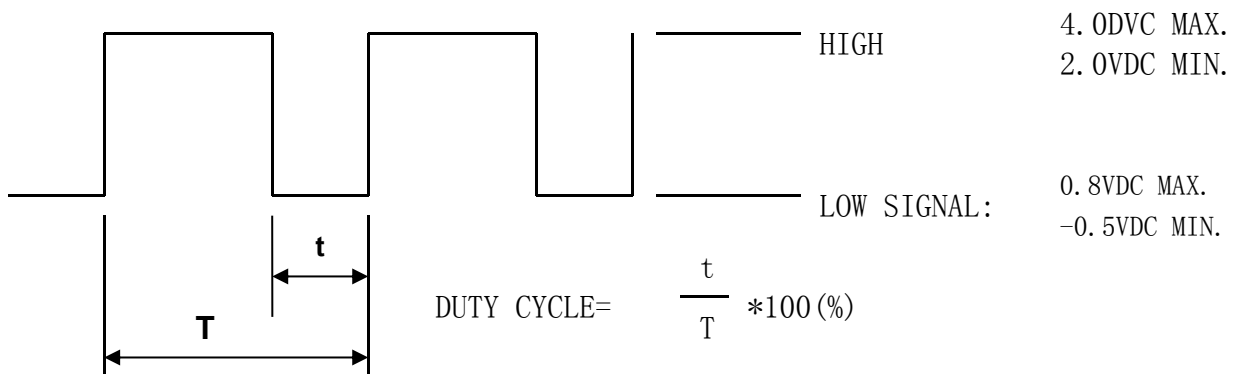 HIGH
4.0DVC MAX.
2.0VDC MIN.
LOW SIGNAL:
0.8VDC MAX.
-0.5VDC MIN.
t
T
DUTY CYCLE= t/T *100(%)